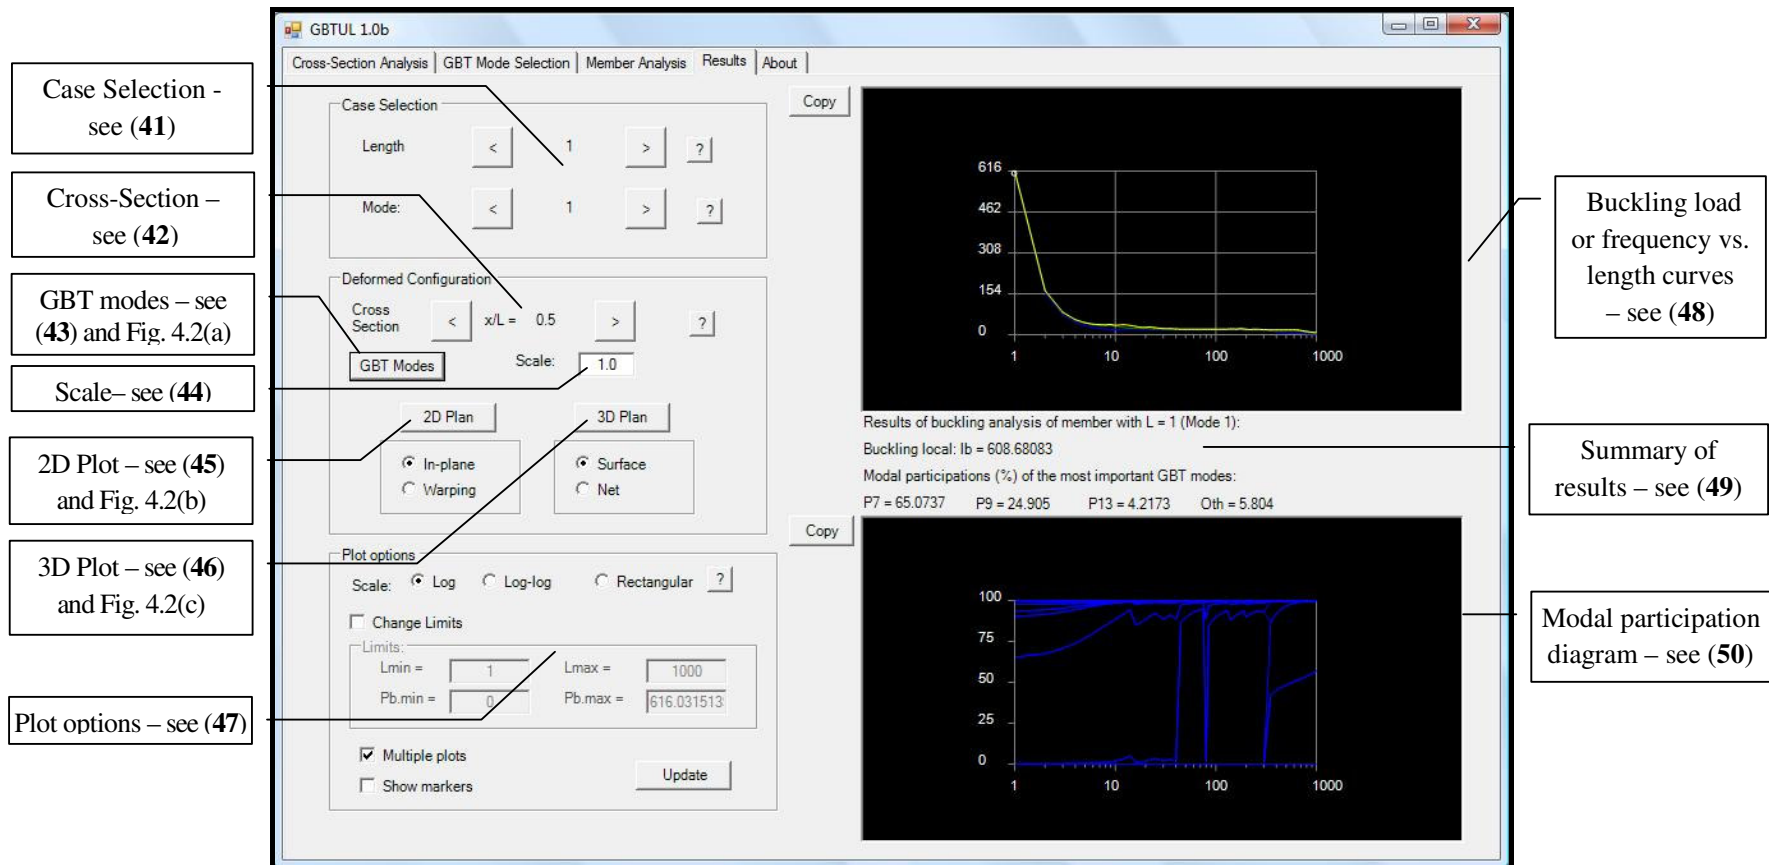 GBTUL 1.0b
Cross-Section Analysis GBT Mode Selection Member Analysis Results About
Case Selection -
see (41)
Cross-Section –
see (42)
GBT modes – see
(43) and Fig. 4.2(a)
Scale– see (44)
2D Plot – see (45)
and Fig. 4.2(b)
3D Plot – see (46)
and Fig. 4.2(c)
Plot options – see (47)
Case Selection
Length < 1 > ?
Mode: < 1 > ?
Deformed Configuration
Cross
Section < x/L = 0.5 > ?
GBT Modes Scale: 1.0
2D Plan 3D Plan
In-plane Surface
Warping Net
Plot options
Scale: Log Log-log Rectangular ?
Change Limits
Limits:
Lmin = 1 Lmax = 1000
Pb.min = 0 Pb.max = 616.031513
Multiple plots
Show markers
Update
Copy
616
462
308
154
0
1 10 100 1000
Results of buckling analysis of member with L = 1 (Mode 1):
Buckling local: lb = 608.68083
Modal participations (%) of the most important GBT modes:
P7 = 65.0737 P9 = 24.905 P13 = 4.2173 Oth = 5.804
Copy
100
75
50
25
0
1 10 100 1000
Buckling load
or frequency vs.
length curves
– see (48)
Summary of
results – see (49)
Modal participation
diagram – see (50)